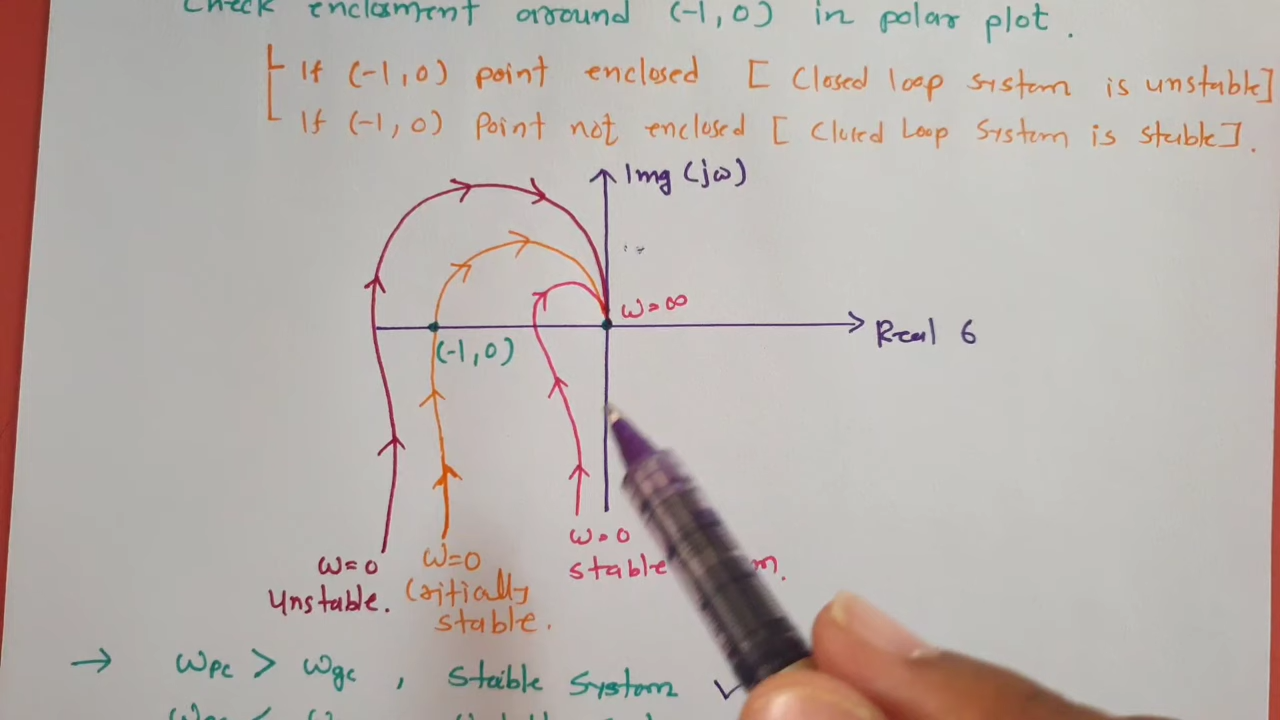 Check enclosment around (-1,0) in polar plot.
If (-1,0) point enclosed [ Closed loop system is unstable]
If (-1,0) Point not enclosed [ Closed Loop System is stable].
Img (jω)
ω=∞
(-1,0)
Real 6
ω=0
ω=0
ω=0
unstable.
Critially
stable.
stable
→ ωpc > ωgc , stable System ✓